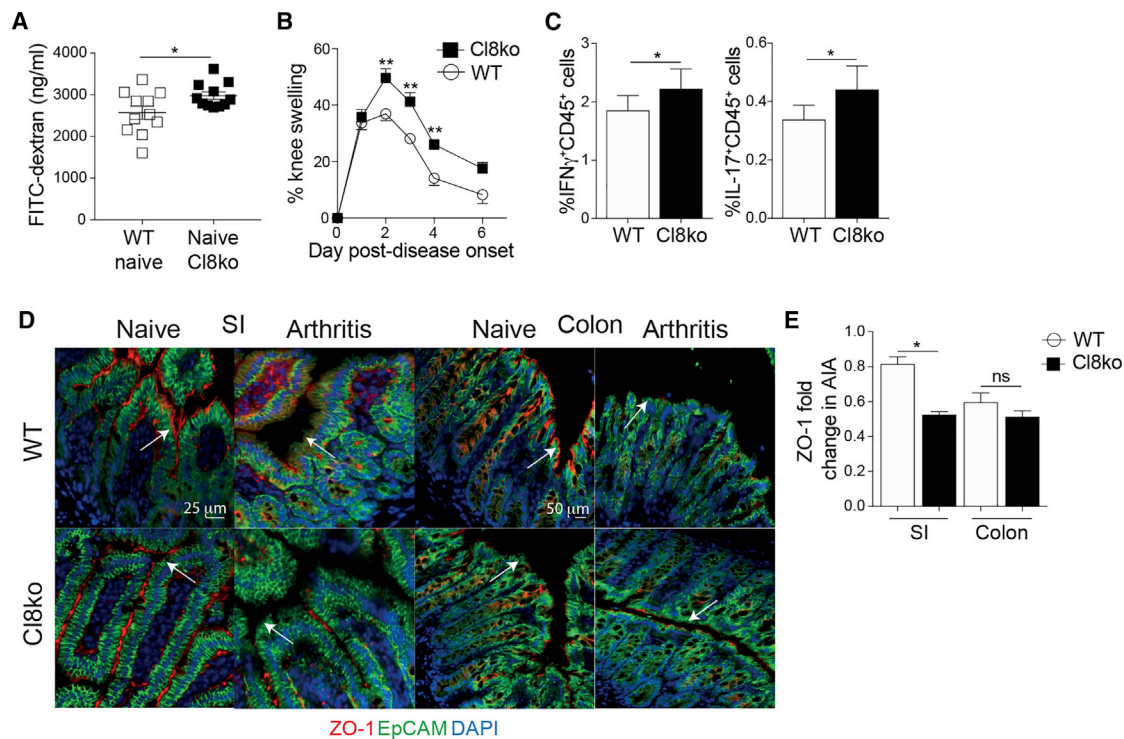 A
FITC-dextran (ng/ml)
4000
3000
2000
1000
0
*
WT
naive
Naive
Cl8ko
B
% knee swelling
60
40
20
0
**
**
**
Cl8ko
WT
0 1 2 3 4 6
Day post-disease onset
C
%IFNγ+CD45+ cells
3
2
1
0
*
WT Cl8ko
%IL-17+CD45+ cells
0.6
0.4
0.2
0.0
*
WT Cl8ko
D
SI
Colon
Naive
Arthritis
Naive
Arthritis
WT
25 μm
50 μm
Cl8ko
ZO-1 EpCAM DAPI
E
ZO-1 fold
change in AIA
1.0
0.8
0.6
0.4
0.2
0.0
*
ns
WT
Cl8ko
SI
Colon